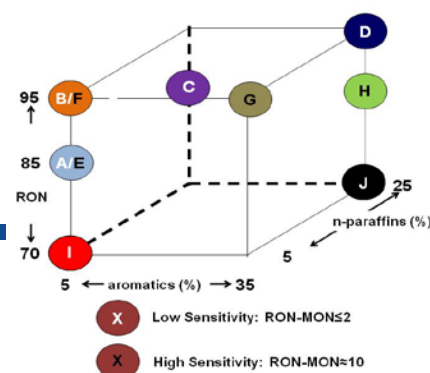 D
C
95
B/F
G
H
85
A/E
RON
J
25
n-paraffins (%)
70
I
5
5
aromatics (%)
35
X
Low Sensitivity: RON-MON≤2
X
High Sensitivity: RON-MON≈10